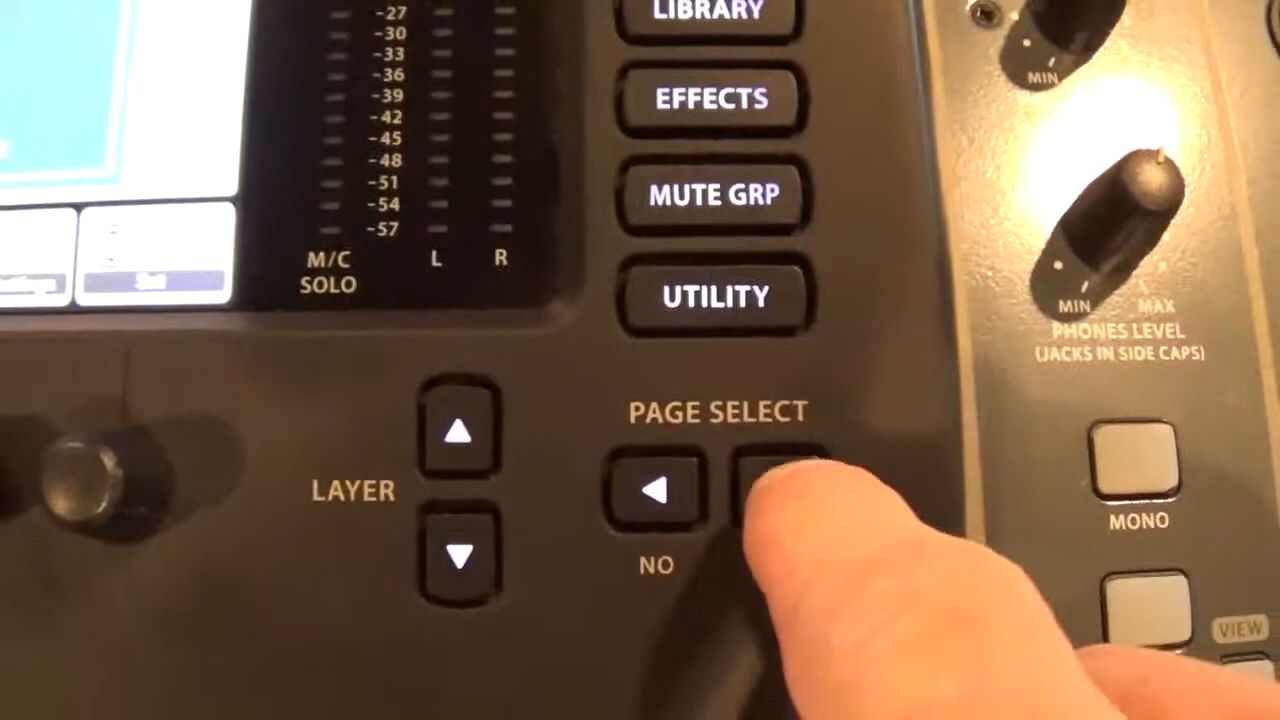 -27
-30
-33
-36
-39
-42
-45
-48
-51
-54
-57
M/C
SOLO
L
R
LIBRARY
EFFECTS
MUTE GRP
UTILITY
PAGE SELECT
LAYER
NO
MIN
MIN
MAX
PHONES LEVEL
(JACKS IN SIDE CAPS)
MONO
VIEW